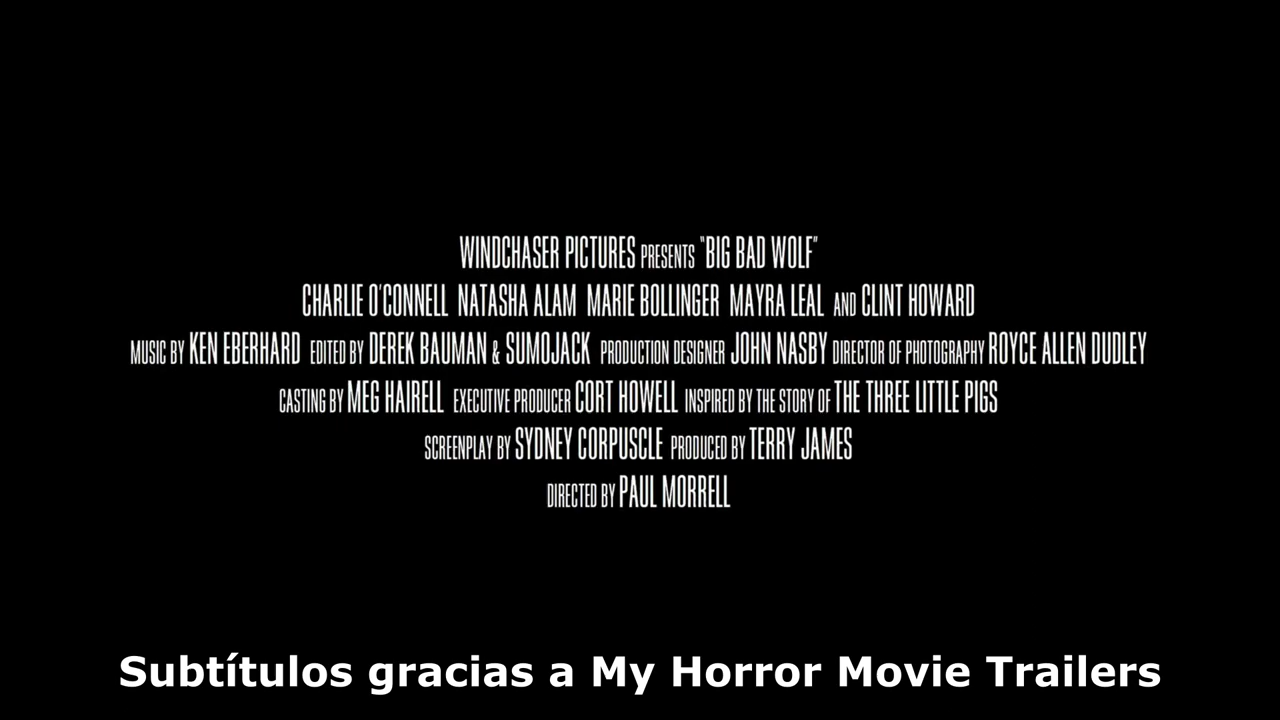 WINDCHASER PICTURES PRESENTS "BIG BAD WOLF"
CHARLIE O'CONNELL NATASHA ALAM MARIE BOLLINGER MAYRA LEAL AND CLINT HOWARD
MUSIC BY KEN EBERHARD EDITED BY DEREK BAUMAN & SUMOJACK PRODUCTION DESIGNER JOHN NASBY DIRECTOR OF PHOTOGRAPHY ROYCE ALLEN DUDLEY
CASTING BY MEG HAIRELL EXECUTIVE PRODUCER CORT HOWELL INSPIRED BY THE STORY OF THE THREE LITTLE PIGS
SCREENPLAY BY SYDNEY CORPUSCLE PRODUCED BY TERRY JAMES
DIRECTED BY PAUL MORRELL
Subtítulos gracias a My Horror Movie Trailers